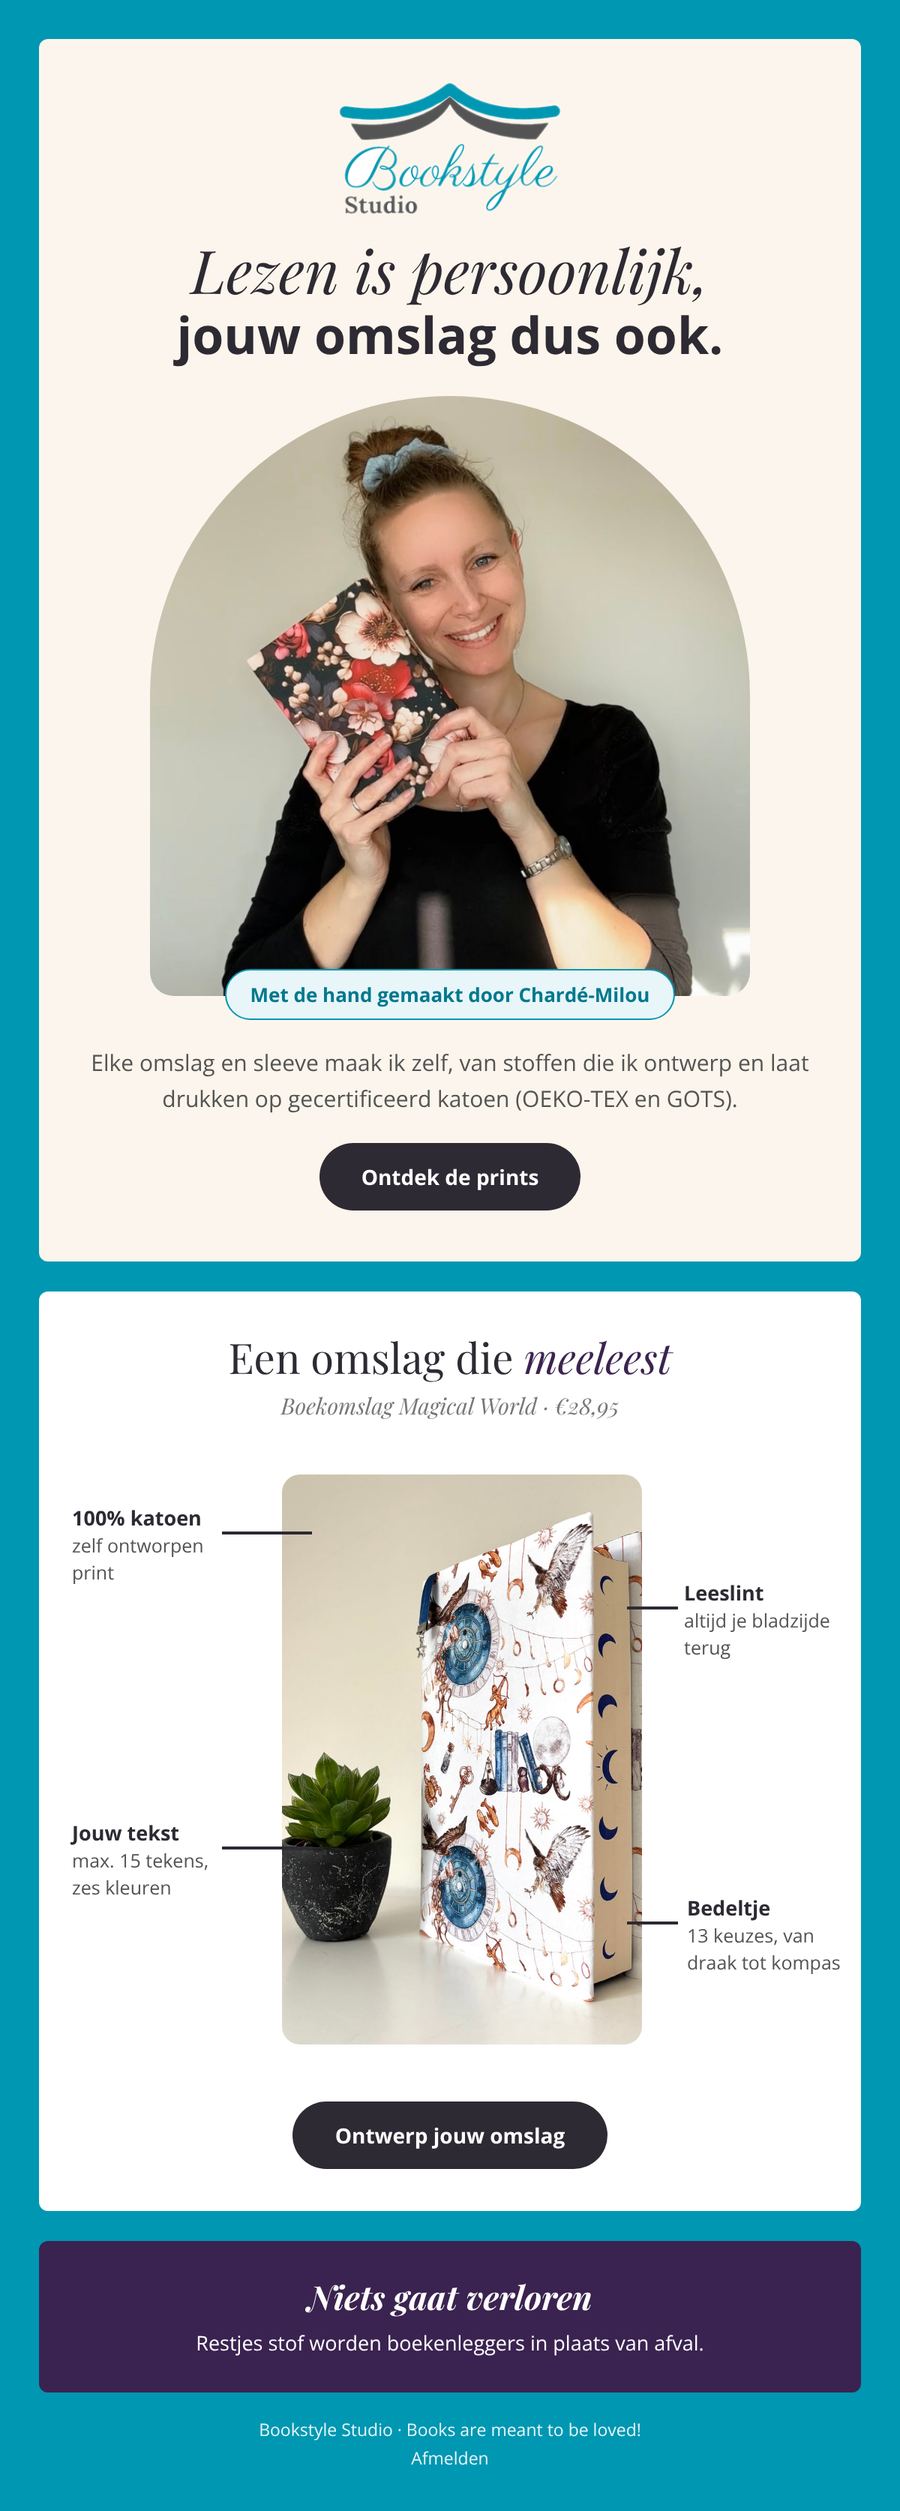 Bookstyle
Studio
Lezen is persoonlijk,
jouw omslag dus ook.
Met de hand gemaakt door Chardé-Milou
Elke omslag en sleeve maak ik zelf, van stoffen die ik ontwerp en laat
drukken op gecertificeerd katoen (OEKO-TEX en GOTS).
Ontdek de prints
Een omslag die meeleest
Boekomslag Magical World · €28,95
100% katoen
zelf ontworpen
print
Leeslint
altijd je bladzijde
terug
Jouw tekst
max. 15 tekens,
zes kleuren
Bedeltje
13 keuzes, van
draak tot kompas
Ontwerp jouw omslag
Niets gaat verloren
Restjes stof worden boekenleggers in plaats van afval.
Bookstyle Studio · Books are meant to be loved!
Afmelden